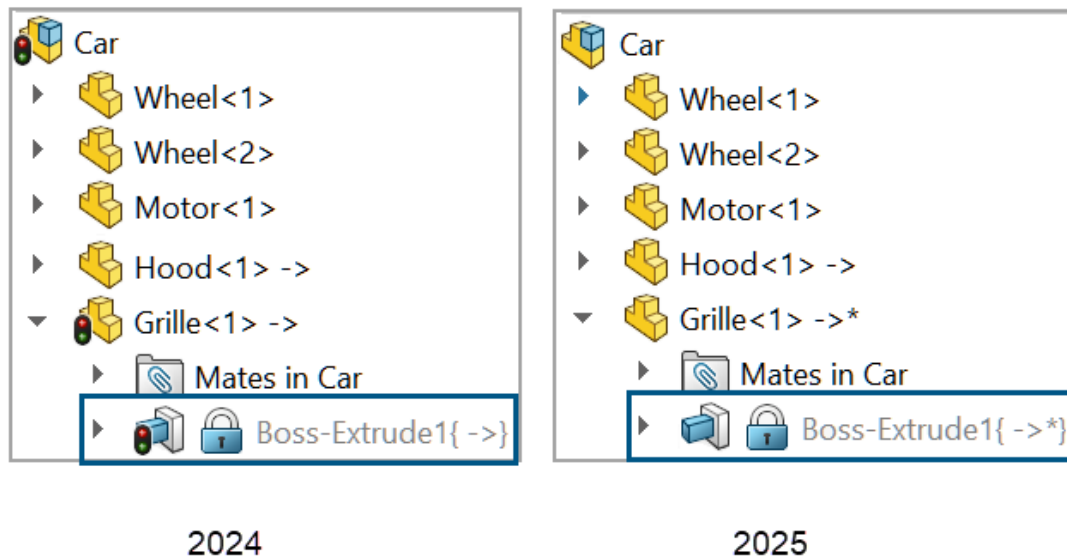 Car
Wheel<1>
Wheel<2>
Motor<1>
Hood<1> ->
Grille<1> ->
Mates in Car
Boss-Extrude1{ ->}
2024
Car
Wheel<1>
Wheel<2>
Motor<1>
Hood<1> ->
Grille<1> ->*
Mates in Car
Boss-Extrude1{ ->*}
2025